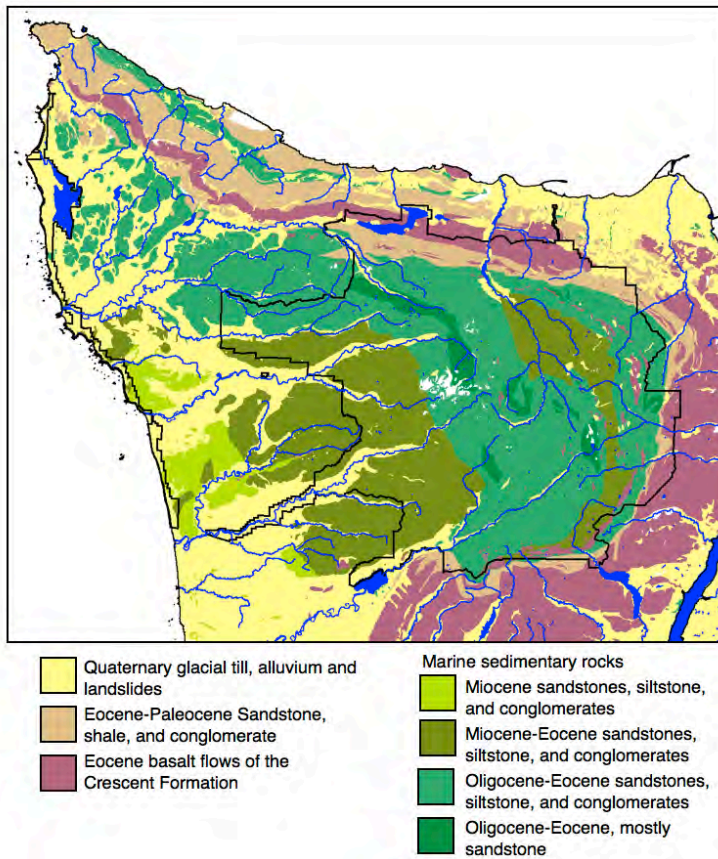 Quaternary glacial till, alluvium and
landslides
Eocene-Paleocene Sandstone,
shale, and conglomerate
Eocene basalt flows of the
Crescent Formation
Marine sedimentary rocks
Miocene sandstones, siltstone,
and conglomerates
Miocene-Eocene sandstones,
siltstone, and conglomerates
Oligocene-Eocene sandstones,
siltstone, and conglomerates
Oligocene-Eocene, mostly
sandstone